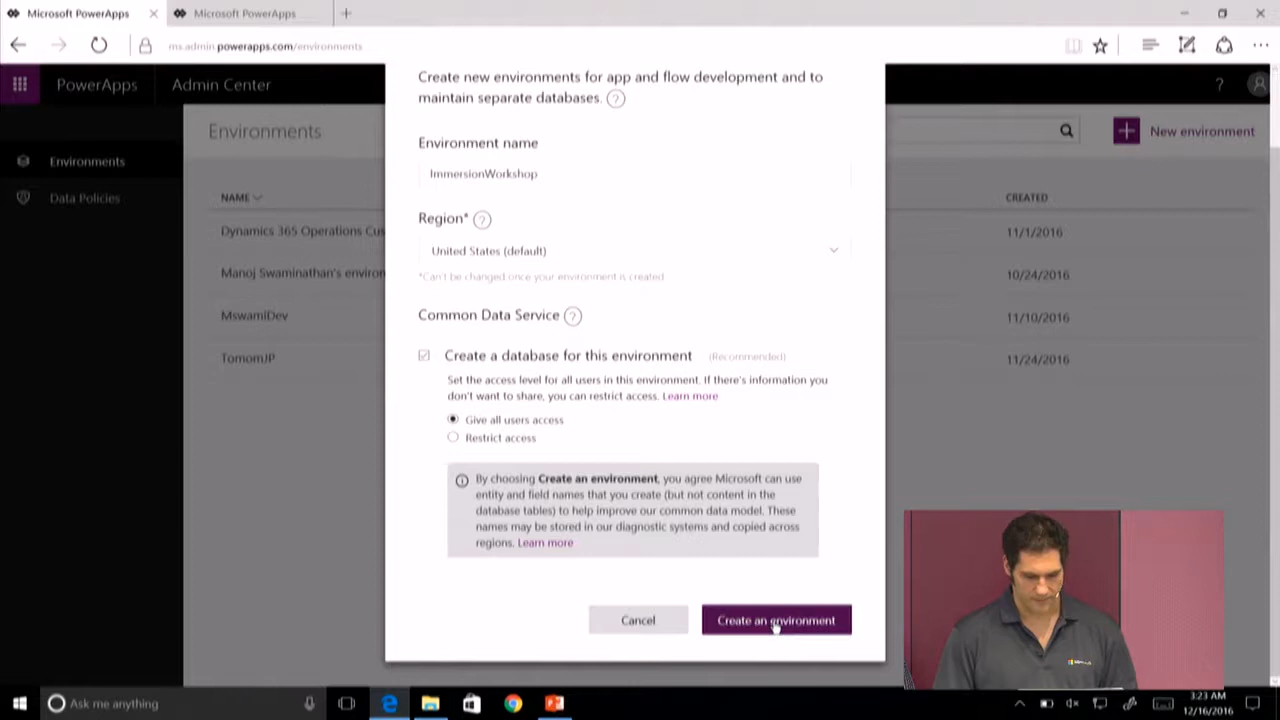 Microsoft PowerApps
Microsoft PowerApps
ms.admin.powerapps.com/environments
PowerApps
Admin Center
?
Environments
Data Policies
Environments
New environment
NAME
CREATED
Dynamics 365 Operations Cus
11/1/2016
Manoj Swaminathan's environ
10/24/2016
MswamiDev
11/10/2016
TomomJP
11/24/2016
Create new environments for app and flow development and to
maintain separate databases. ?
Environment name
ImmersionWorkshop
Region* ?
United States (default)
*Can't be changed once your environment is created
Common Data Service ?
Create a database for this environment (Recommended)
Set the access level for all users in this environment. If there's information you
don't want to share, you can restrict access. Learn more
Give all users access
Restrict access
By choosing Create an environment, you agree Microsoft can use
entity and field names that you create (but not content in the
database tables) to help improve our common data model. These
names may be stored in our diagnostic systems and copied across
regions. Learn more
Cancel
Create an environment
Ask me anything
3:23 AM
12/16/2016